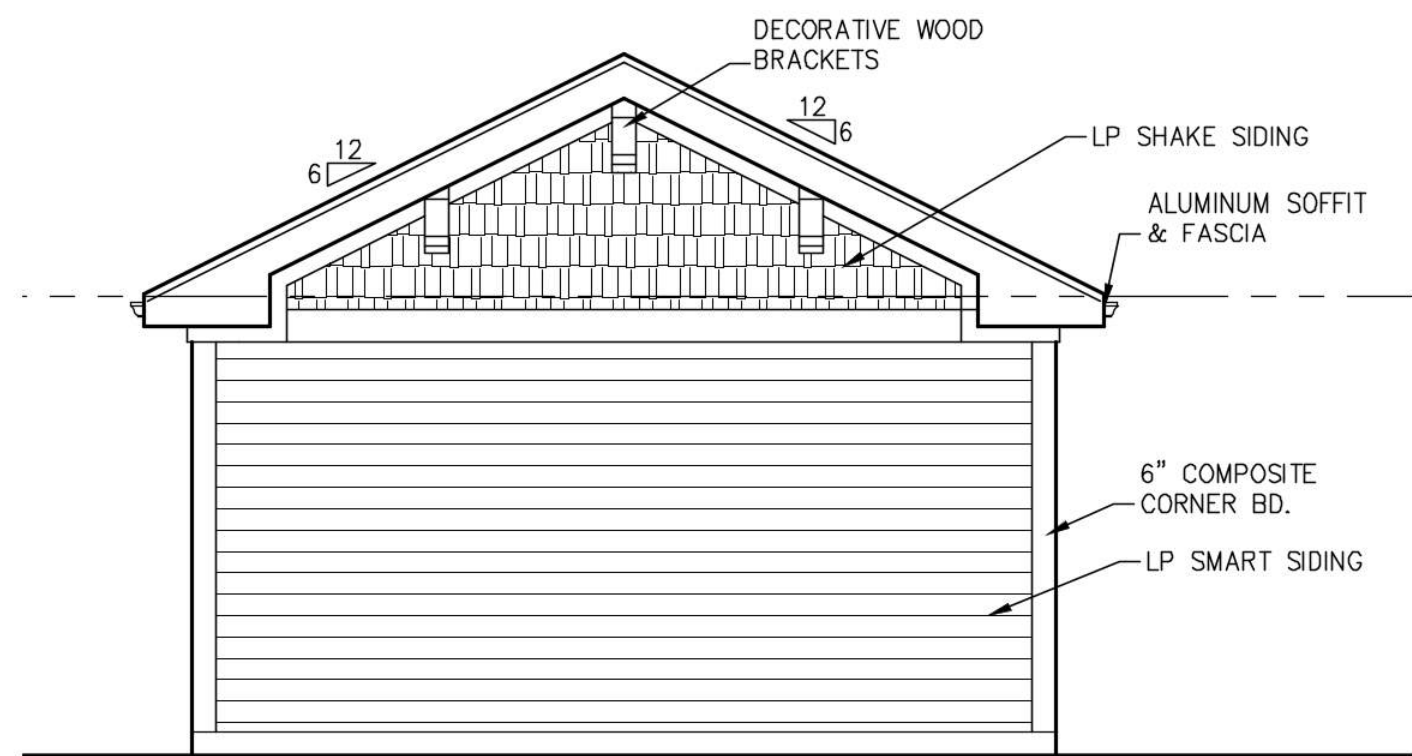 DECORATIVE WOOD
BRACKETS
12
6
12
6
LP SHAKE SIDING
ALUMINUM SOFFIT
& FASCIA
6" COMPOSITE
CORNER BD.
LP SMART SIDING